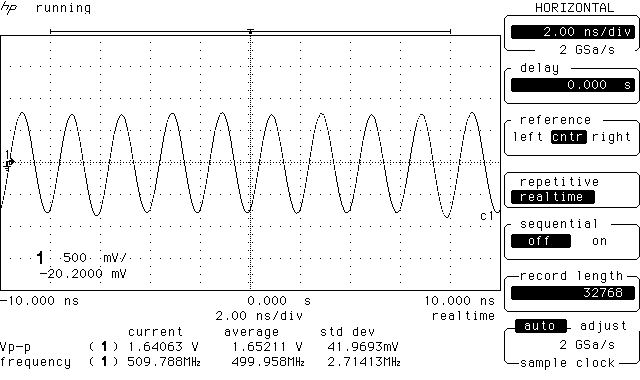 hp running
HORIZONTAL
2.00 ns/div
2 GSa/s
delay
0.000 s
reference
left cntr right
repetitive
realtime
sequential
off on
record length
32768
auto adjust
2 GSa/s
sample clock
1
c1
1 500 mV/
-20.2000 mV
-10.000 ns 0.000 s 10.000 ns
2.00 ns/div realtime
current average std dev
Vp-p (1) 1.64063 V 1.65211 V 41.9693mV
frequency (1) 509.788MHz 499.958MHz 2.71413MHz